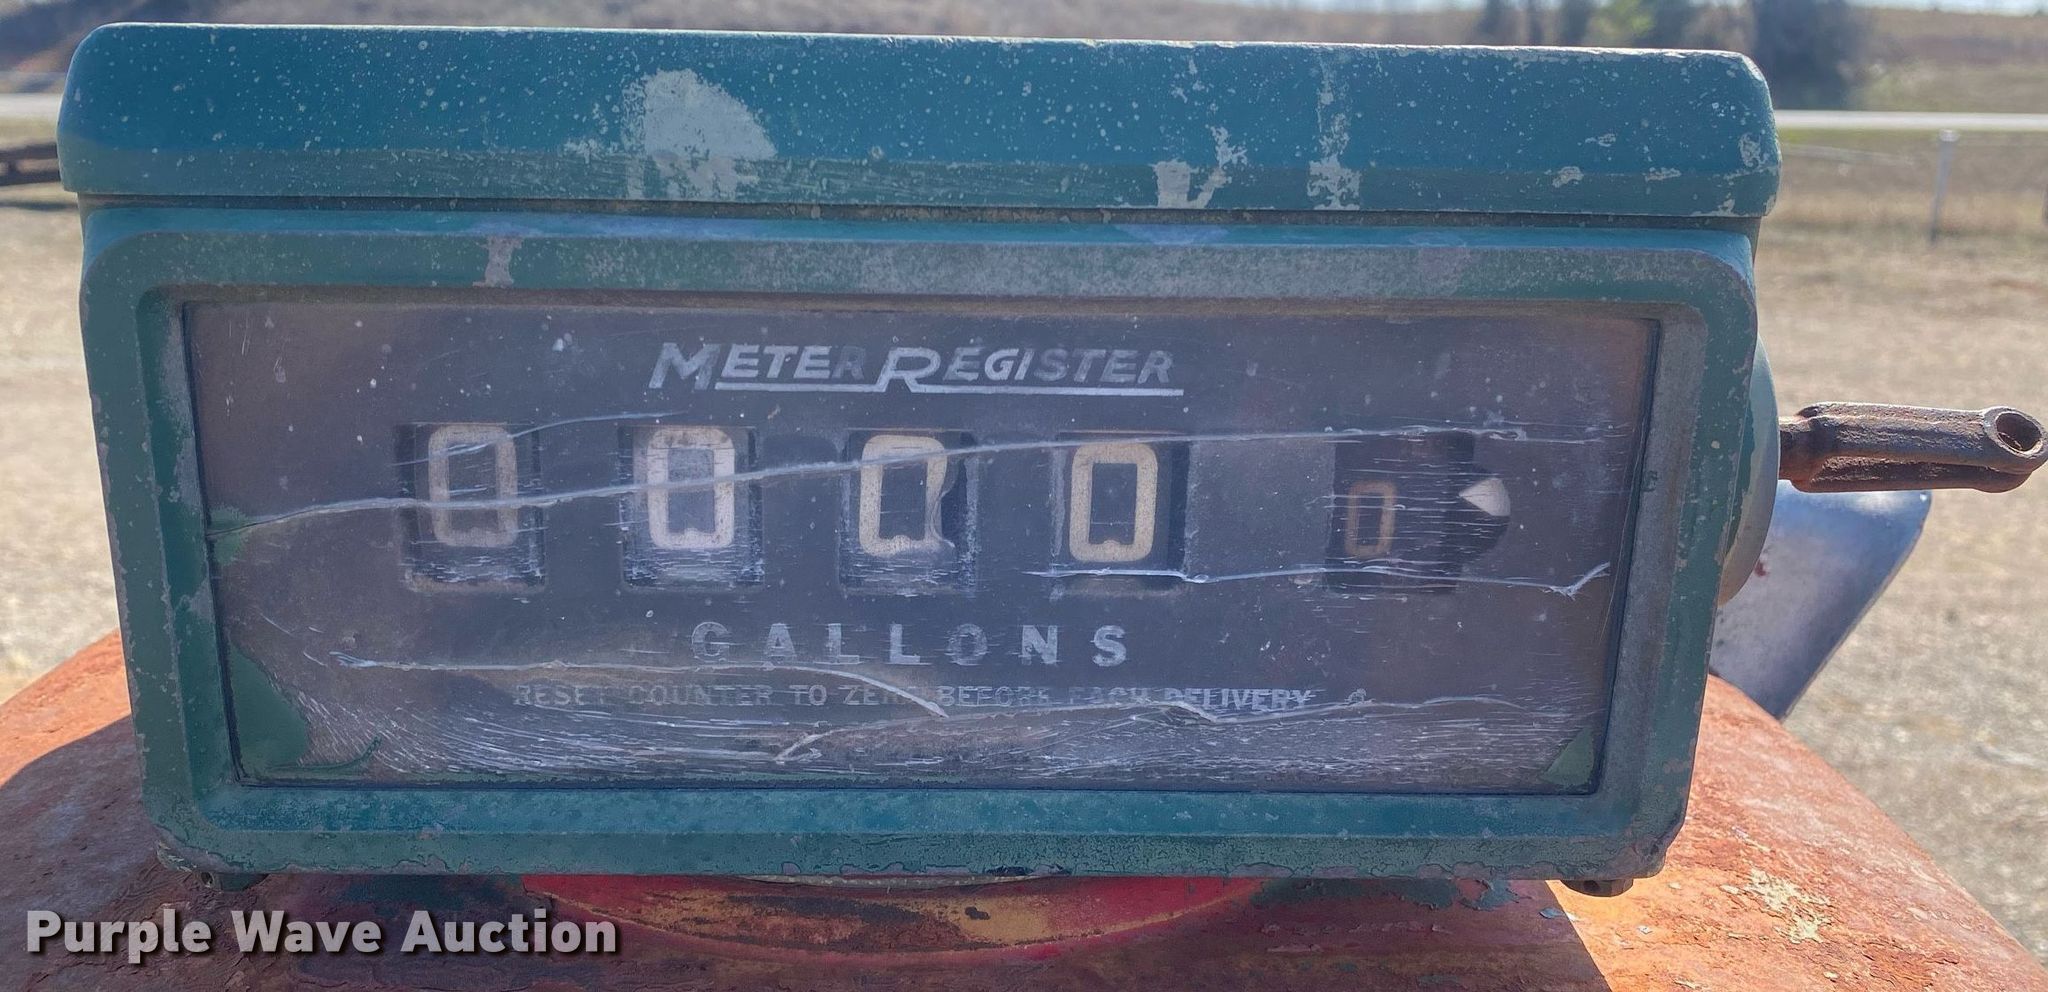 METER REGISTER
0 0 0 0 0
GALLONS
RESET COUNTER TO ZERO BEFORE EACH DELIVERY
Purple Wave Auction